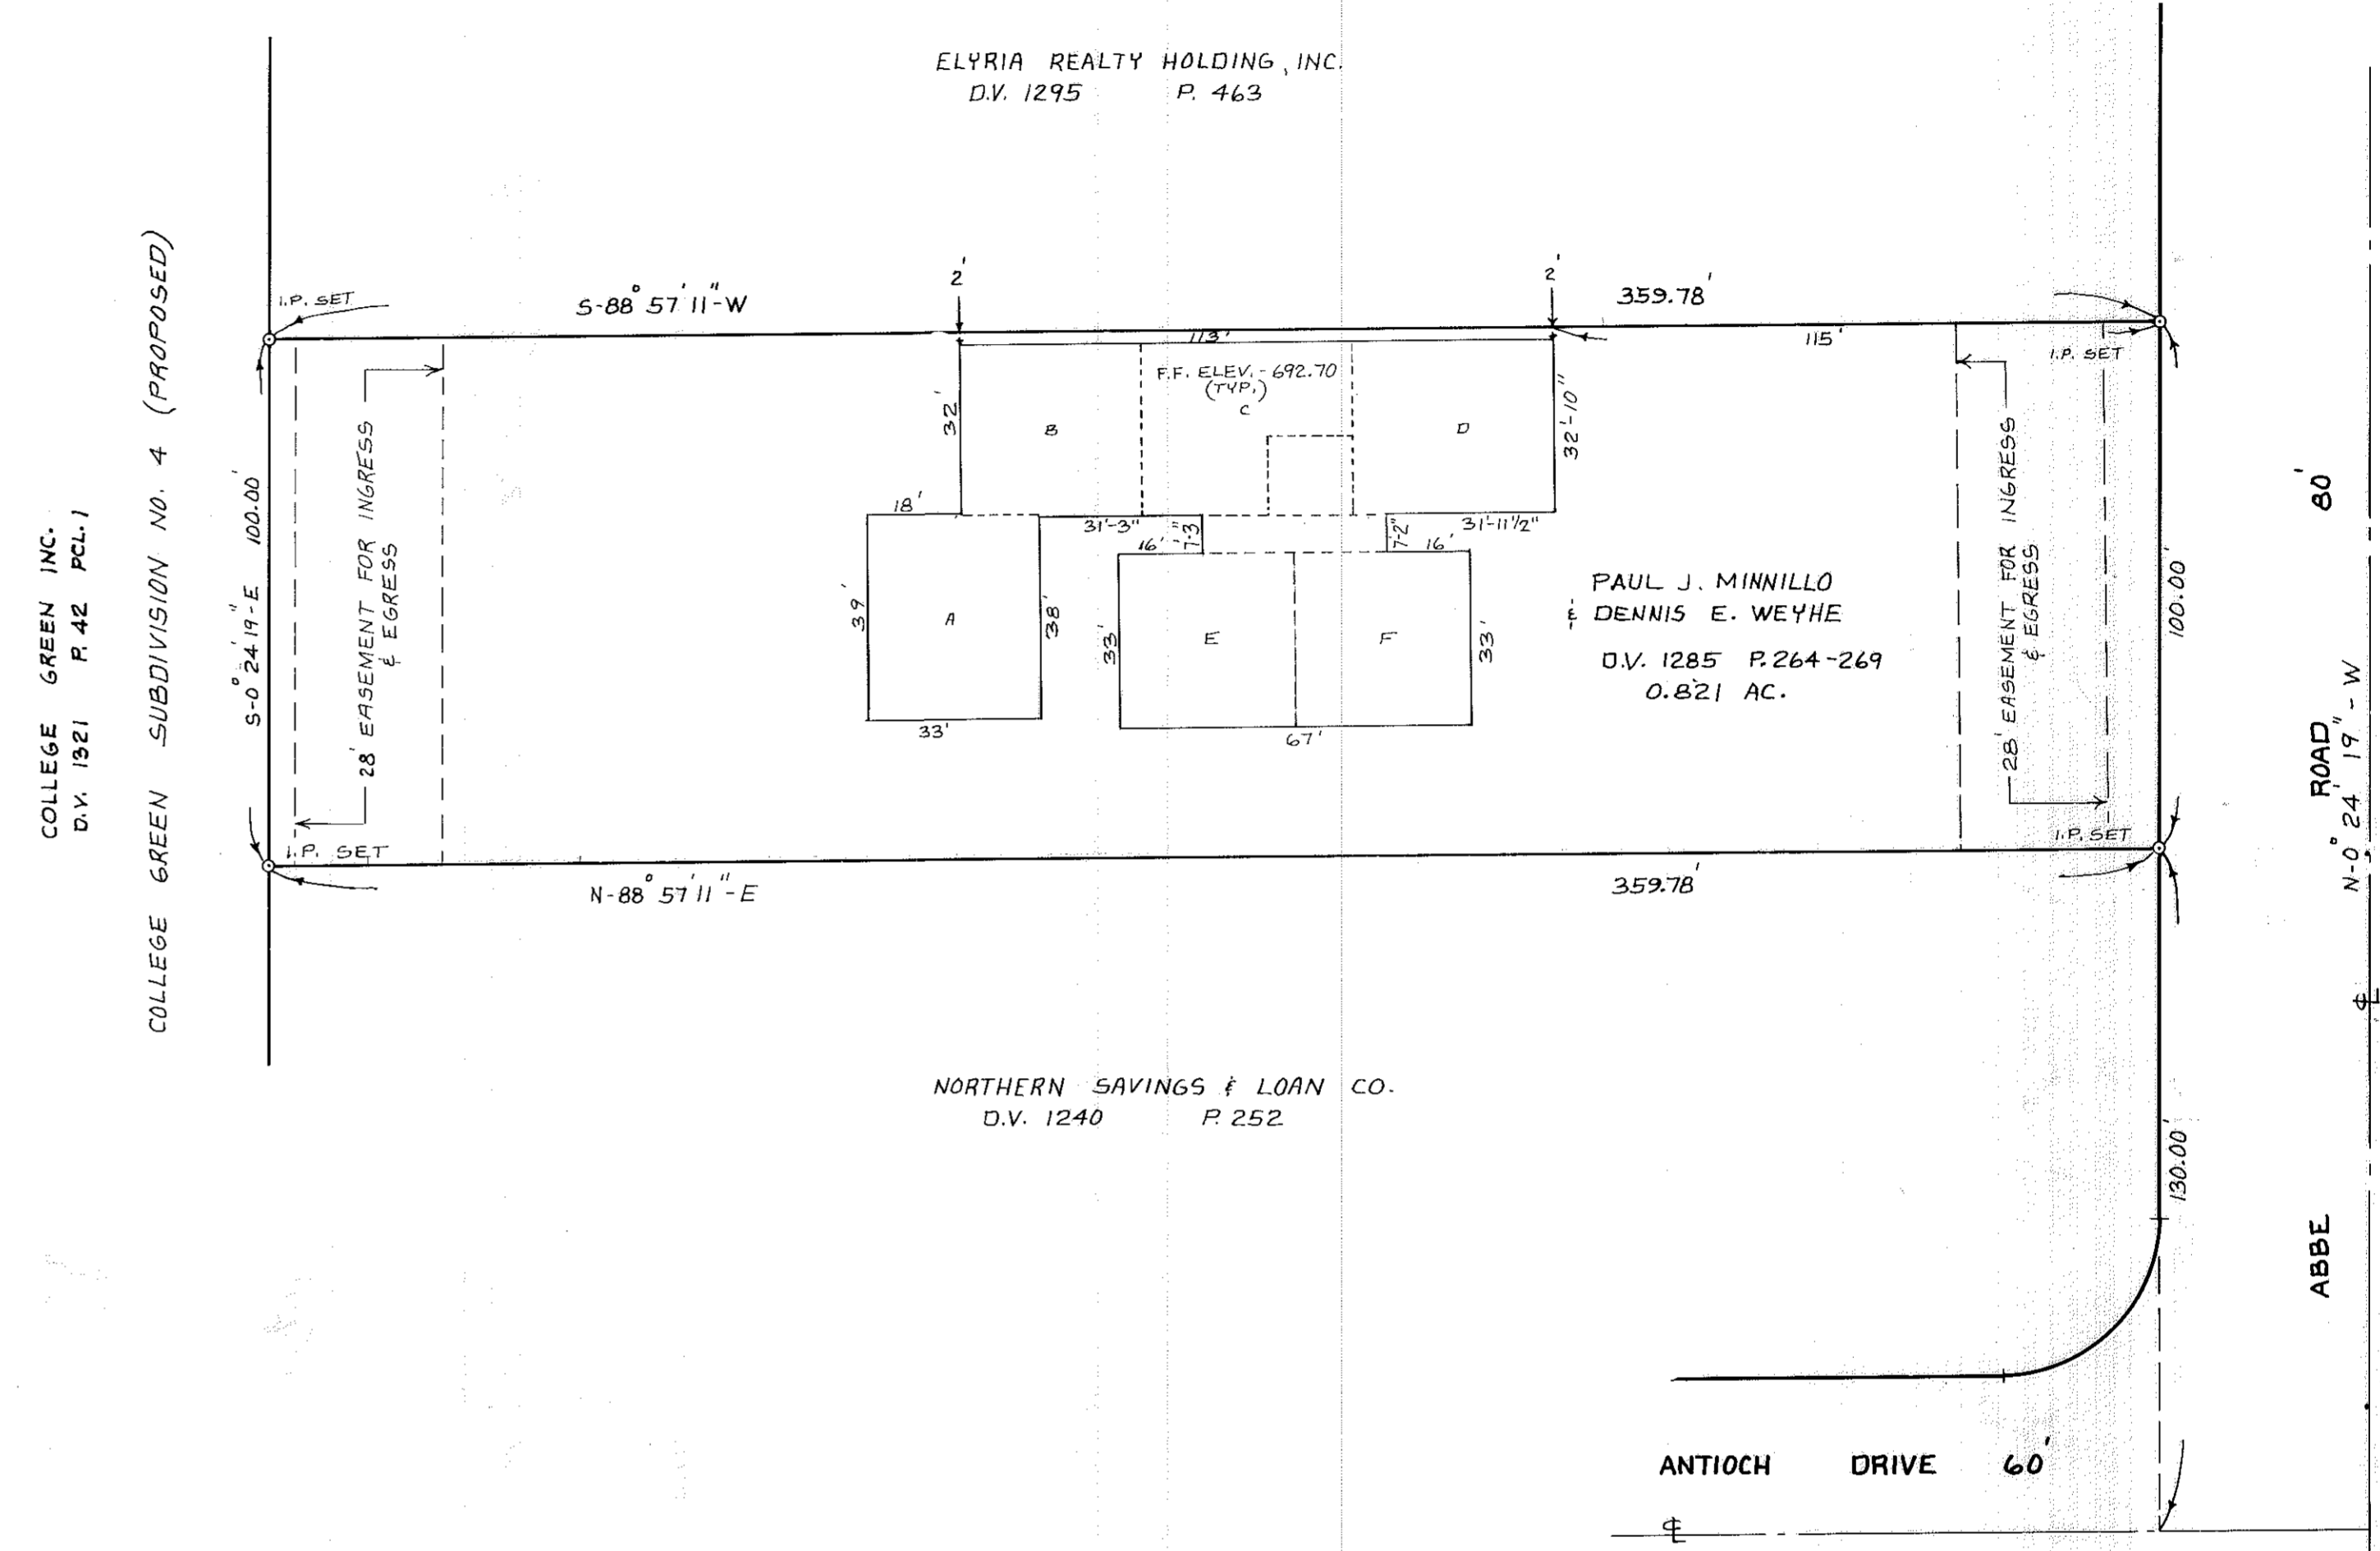 ELYRIA REALTY HOLDING, INC.
D.V. 1295 P. 463
COLLEGE GREEN INC.
D.V. 1321 P. 42 PCL. 1
COLLEGE GREEN SUBDIVISION NO. 4 (PROPOSED)
I.P. SET
S-88° 57' 11"-W
2'
2'
359.78'
113'
115'
I.P. SET
F.F. ELEV. - 692.70
(TYP.)
C
B
D
32'
32'-10"
S-0° 24' 19"-E 100.00'
28' EASEMENT FOR INGRESS
& EGRESS
18'
31'-3"
7'-3"
16'
7'-2"
31'-11 1/2"
16'
39'
A
38'
33'
33'
E
F
33'
67'
PAUL J. MINNILLO
& DENNIS E. WEYHE
D.V. 1285 P. 264-269
0.821 AC.
28' EASEMENT FOR INGRESS
& EGRESS
100.00'
I.P. SET
I.P. SET
N-88° 57' 11"-E
359.78'
ABBE ROAD 80'
N-0° 24' 19"-W
℄
NORTHERN SAVINGS & LOAN CO.
D.V. 1240 P. 252
130.00'
ANTIOCH DRIVE 60'
℄